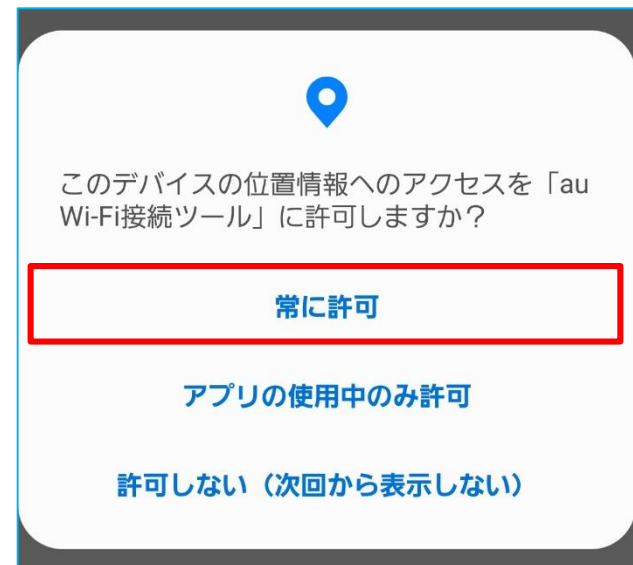 このデバイスの位置情報へのアクセスを「au
Wi-Fi接続ツール」に許可しますか？
常に許可
アプリの使用中のみ許可
許可しない（次回から表示しない）